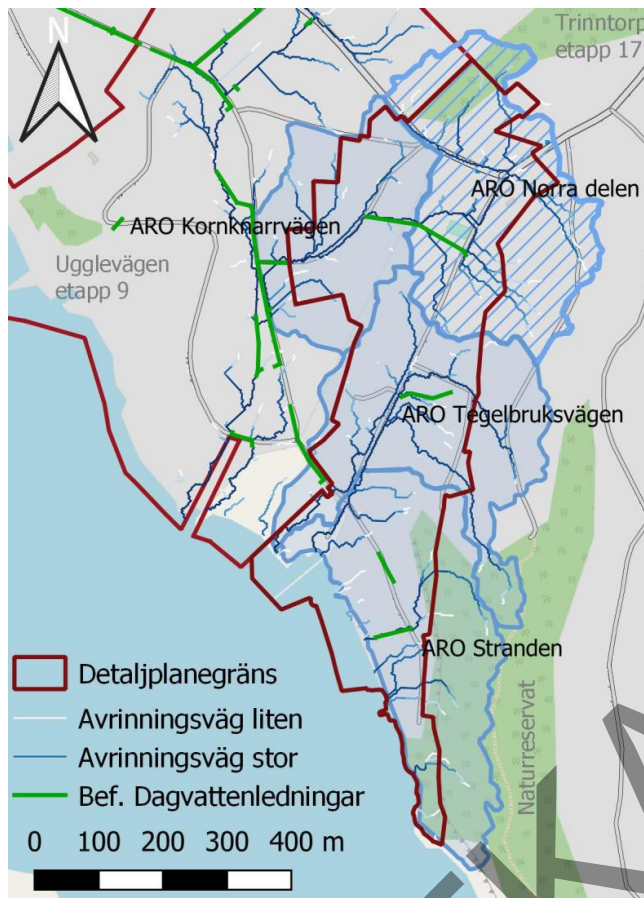 N
Trinntorp
etapp 17
ARO Norra delen
ARO Kornknarrvägen
Ugglevägen
etapp 9
ARO Tegelbruksvägen
ARO Stranden
Naturreservat
Detaljplanegräns
Avrinningsväg liten
Avrinningsväg stor
Bef. Dagvattenledningar
0 100 200 300 400 m